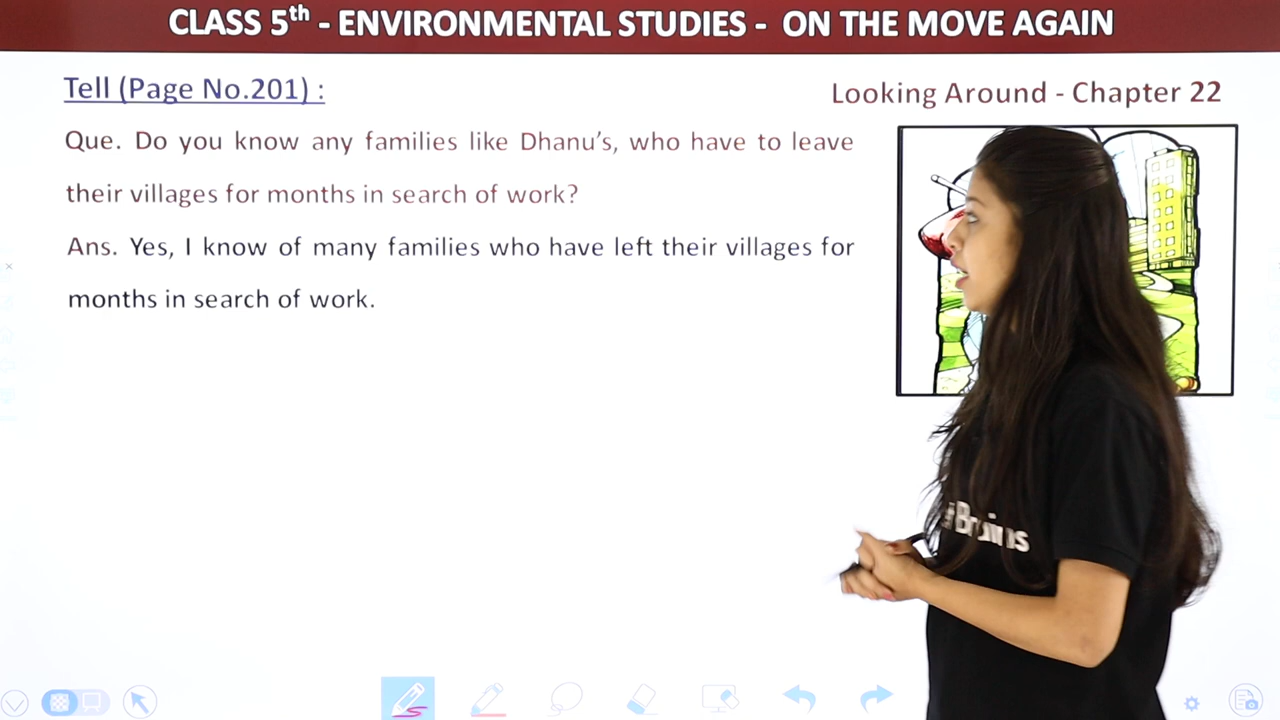 CLASS 5th - ENVIRONMENTAL STUDIES - ON THE MOVE AGAIN
Tell (Page No.201) :
Looking Around - Chapter 22
Que. Do you know any families like Dhanu's, who have to leave
their villages for months in search of work?
Ans. Yes, I know of many families who have left their villages for
months in search of work.